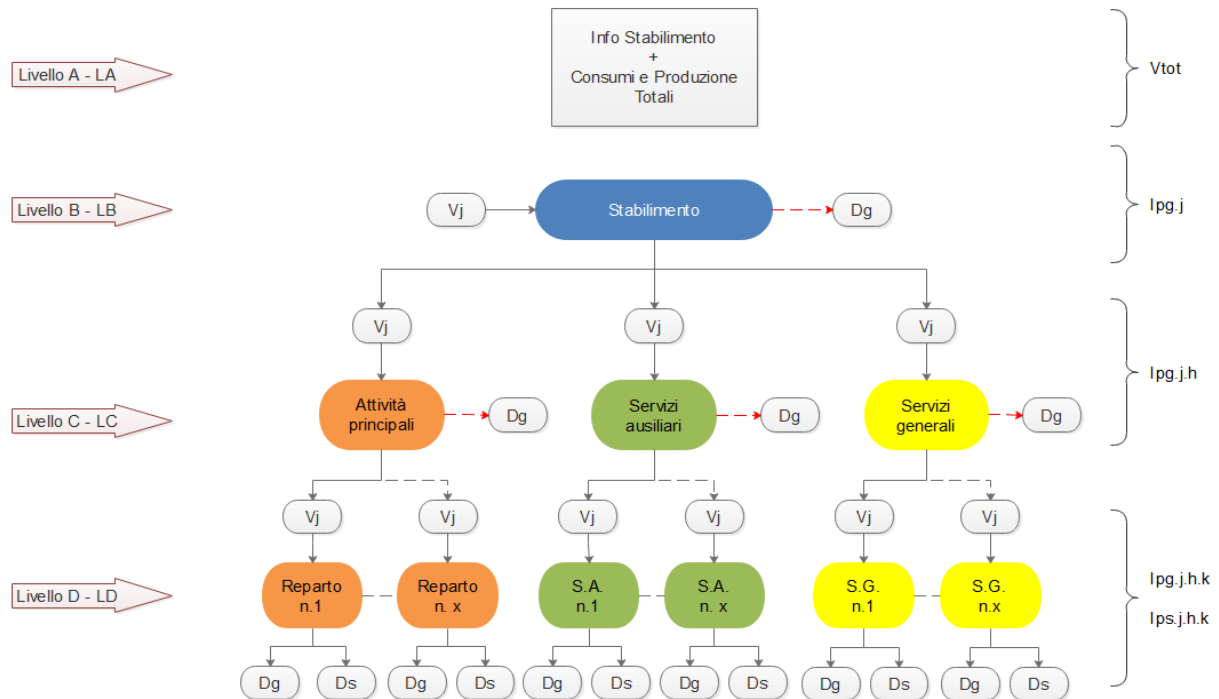 Info Stabilimento
+
Consumi e Produzione
Totali
Livello A - LA
Vtot
Livello B - LB
Vj
Stabilimento
Dg
Ipg.j
Vj
Vj
Vj
Ipg.j.h
Livello C - LC
Attività
principali
Dg
Servizi
ausiliari
Dg
Servizi
generali
Dg
Vj
Vj
Vj
Vj
Vj
Vj
Livello D - LD
Reparto
n.1
Reparto
n. x
S.A.
n.1
S.A.
n. x
S.G.
n.1
S.G.
n.x
Ipg.j.h.k
Ips.j.h.k
Dg
Ds
Dg
Ds
Dg
Ds
Dg
Ds
Dg
Ds
Dg
Ds